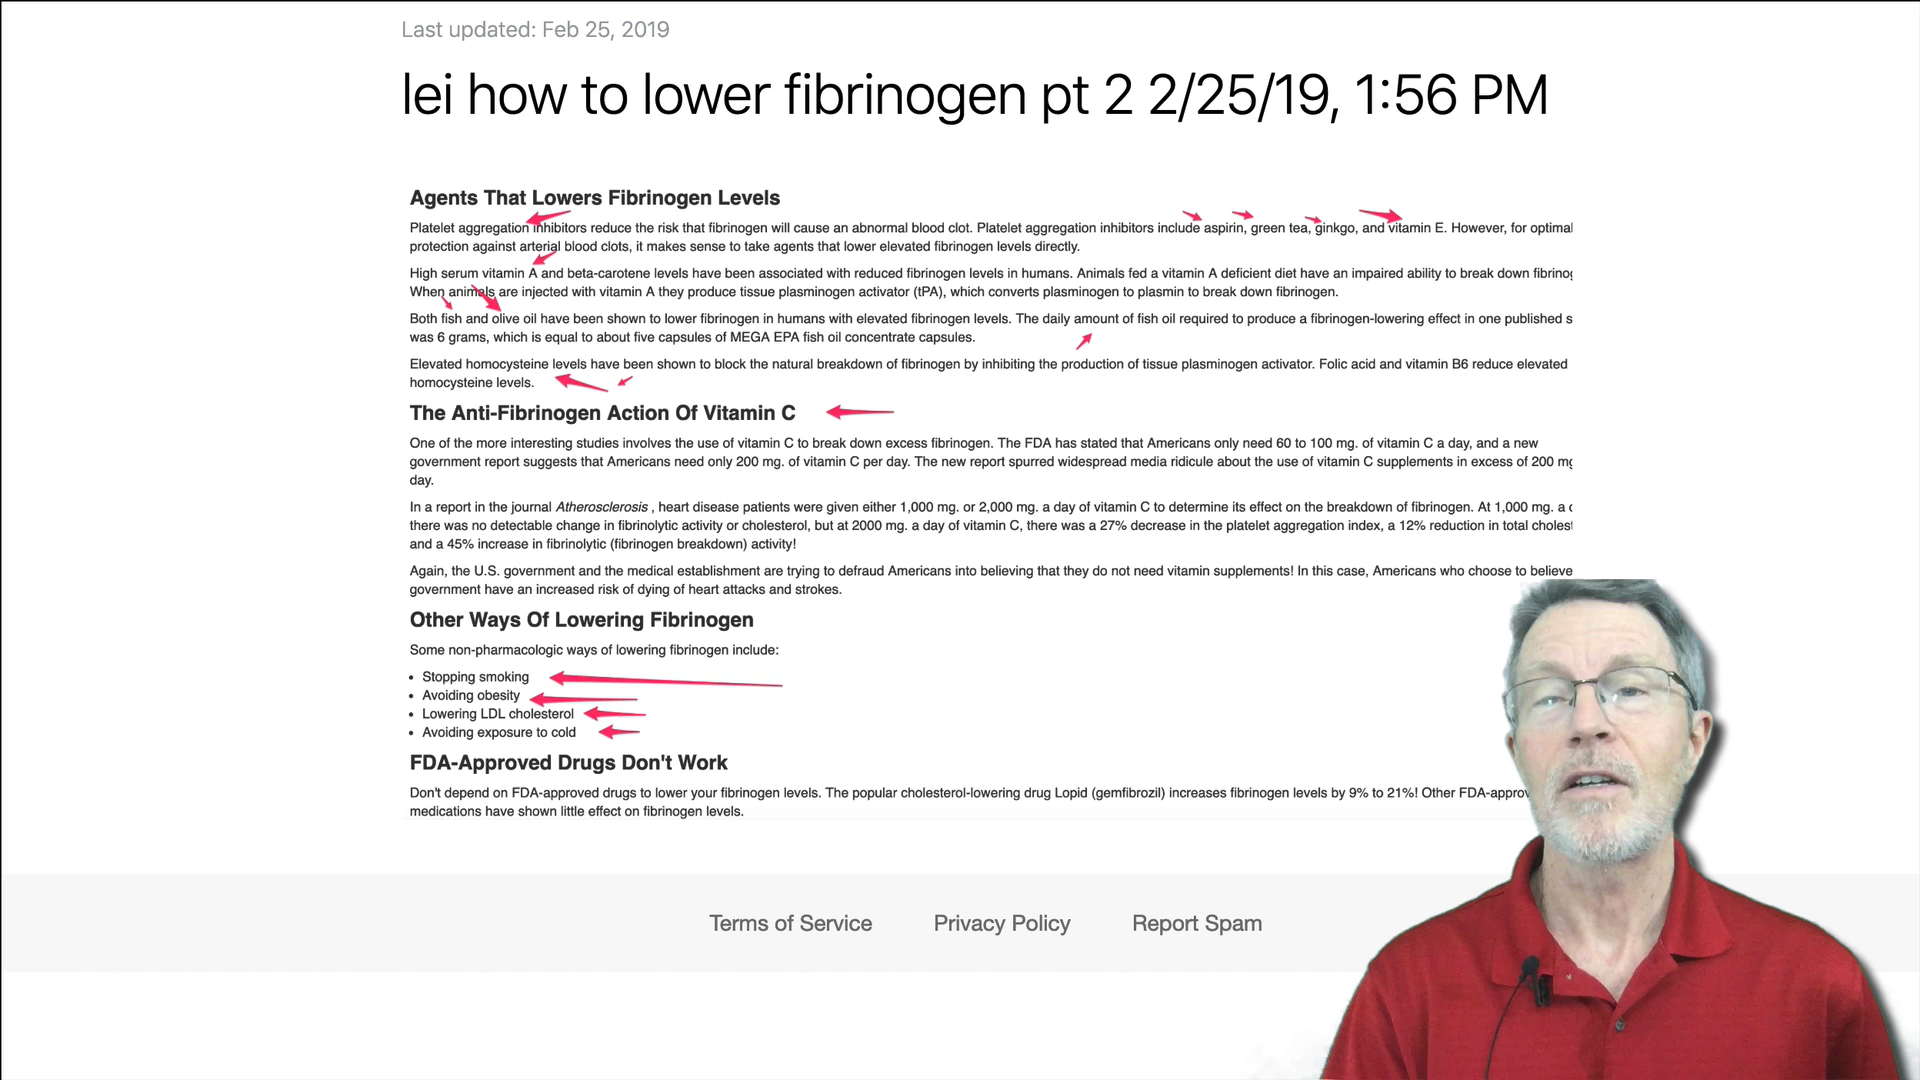 Last updated: Feb 25, 2019
lei how to lower fibrinogen pt 2 2/25/19, 1:56 PM
Agents That Lowers Fibrinogen Levels
Platelet aggregation inhibitors reduce the risk that fibrinogen will cause an abnormal blood clot. Platelet aggregation inhibitors include aspirin, green tea, ginkgo, and vitamin E. However, for optimal
protection against arterial blood clots, it makes sense to take agents that lower elevated fibrinogen levels directly.
High serum vitamin A and beta-carotene levels have been associated with reduced fibrinogen levels in humans. Animals fed a vitamin A deficient diet have an impaired ability to break down fibrinog
When animals are injected with vitamin A they produce tissue plasminogen activator (tPA), which converts plasminogen to plasmin to break down fibrinogen.
Both fish and olive oil have been shown to lower fibrinogen in humans with elevated fibrinogen levels. The daily amount of fish oil required to produce a fibrinogen-lowering effect in one published s
was 6 grams, which is equal to about five capsules of MEGA EPA fish oil concentrate capsules.
Elevated homocysteine levels have been shown to block the natural breakdown of fibrinogen by inhibiting the production of tissue plasminogen activator. Folic acid and vitamin B6 reduce elevated
homocysteine levels.
The Anti-Fibrinogen Action Of Vitamin C
One of the more interesting studies involves the use of vitamin C to break down excess fibrinogen. The FDA has stated that Americans only need 60 to 100 mg. of vitamin C a day, and a new
government report suggests that Americans need only 200 mg. of vitamin C per day. The new report spurred widespread media ridicule about the use of vitamin C supplements in excess of 200 mg
day.
In a report in the journal Atherosclerosis , heart disease patients were given either 1,000 mg. or 2,000 mg. a day of vitamin C to determine its effect on the breakdown of fibrinogen. At 1,000 mg. a d
there was no detectable change in fibrinolytic activity or cholesterol, but at 2000 mg. a day of vitamin C, there was a 27% decrease in the platelet aggregation index, a 12% reduction in total cholest
and a 45% increase in fibrinolytic (fibrinogen breakdown) activity!
Again, the U.S. government and the medical establishment are trying to defraud Americans into believing that they do not need vitamin supplements! In this case, Americans who choose to believe
government have an increased risk of dying of heart attacks and strokes.
Other Ways Of Lowering Fibrinogen
Some non-pharmacologic ways of lowering fibrinogen include:
• Stopping smoking
• Avoiding obesity
• Lowering LDL cholesterol
• Avoiding exposure to cold
FDA-Approved Drugs Don't Work
Don't depend on FDA-approved drugs to lower your fibrinogen levels. The popular cholesterol-lowering drug Lopid (gemfibrozil) increases fibrinogen levels by 9% to 21%! Other FDA-approv
medications have shown little effect on fibrinogen levels.
Terms of Service
Privacy Policy
Report Spam